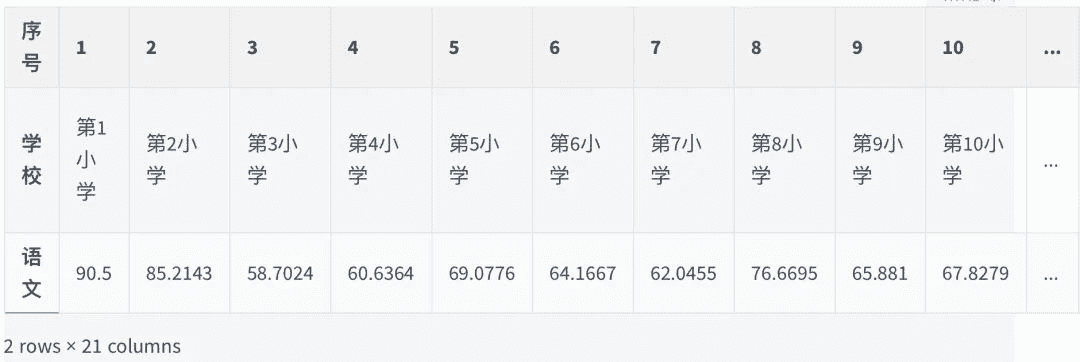 序号 1 2 3 4 5 6 7 8 9 10 ...
学校 第1小学 第2小学 第3小学 第4小学 第5小学 第6小学 第7小学 第8小学 第9小学 第10小学 ...
语文 90.5 85.2143 58.7024 60.6364 69.0776 64.1667 62.0455 76.6695 65.881 67.8279 ...
2 rows × 21 columns